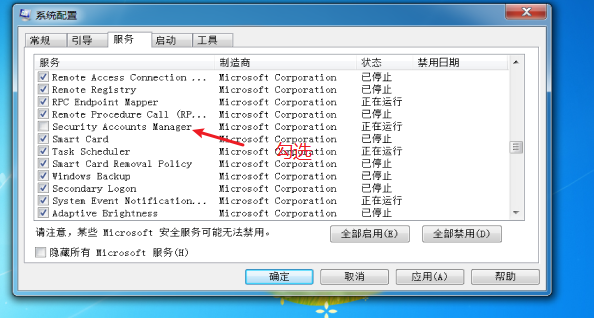 系统配置
常规 引导 服务 启动 工具
服务 制造商 状态 禁用日期
Remote Access Connection ... Microsoft Corporation 已停止
Remote Registry Microsoft Corporation 已停止
RPC Endpoint Mapper Microsoft Corporation 正在运行
Remote Procedure Call (RP... Microsoft Corporation 已停止
Security Accounts Manager Microsoft Corporation 正在运行
Smart Card Microsoft Corporation 已停止
Task Scheduler Microsoft Corporation 正在运行
勾选
Smart Card Removal Policy Microsoft Corporation 已停止
Windows Backup Microsoft Corporation 已停止
Secondary Logon Microsoft Corporation 已停止
System Event Notification... Microsoft Corporation 正在运行
Adaptive Brightness Microsoft Corporation 已停止
请注意，某些 Microsoft 安全服务可能无法禁用。 全部启用(E) 全部禁用(D)
隐藏所有 Microsoft 服务(H)
确定 取消 应用(A) 帮助